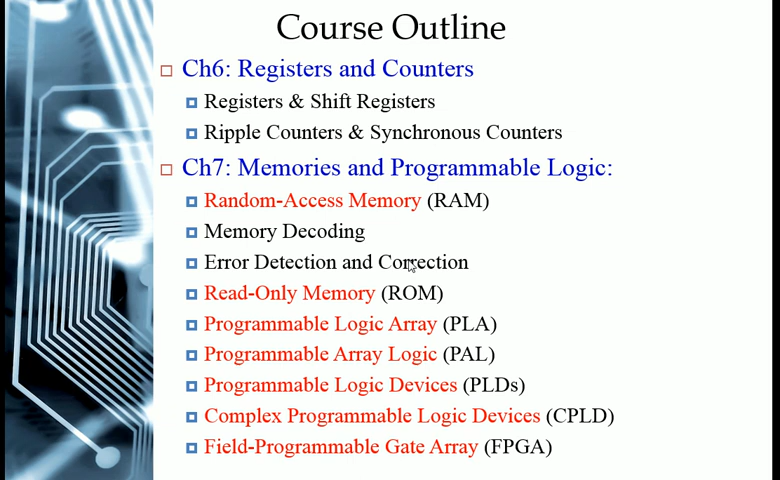 Course Outline
Ch6: Registers and Counters
Registers & Shift Registers
Ripple Counters & Synchronous Counters
Ch7: Memories and Programmable Logic:
Random-Access Memory (RAM)
Memory Decoding
Error Detection and Correction
Read-Only Memory (ROM)
Programmable Logic Array (PLA)
Programmable Array Logic (PAL)
Programmable Logic Devices (PLDs)
Complex Programmable Logic Devices (CPLD)
Field-Programmable Gate Array (FPGA)